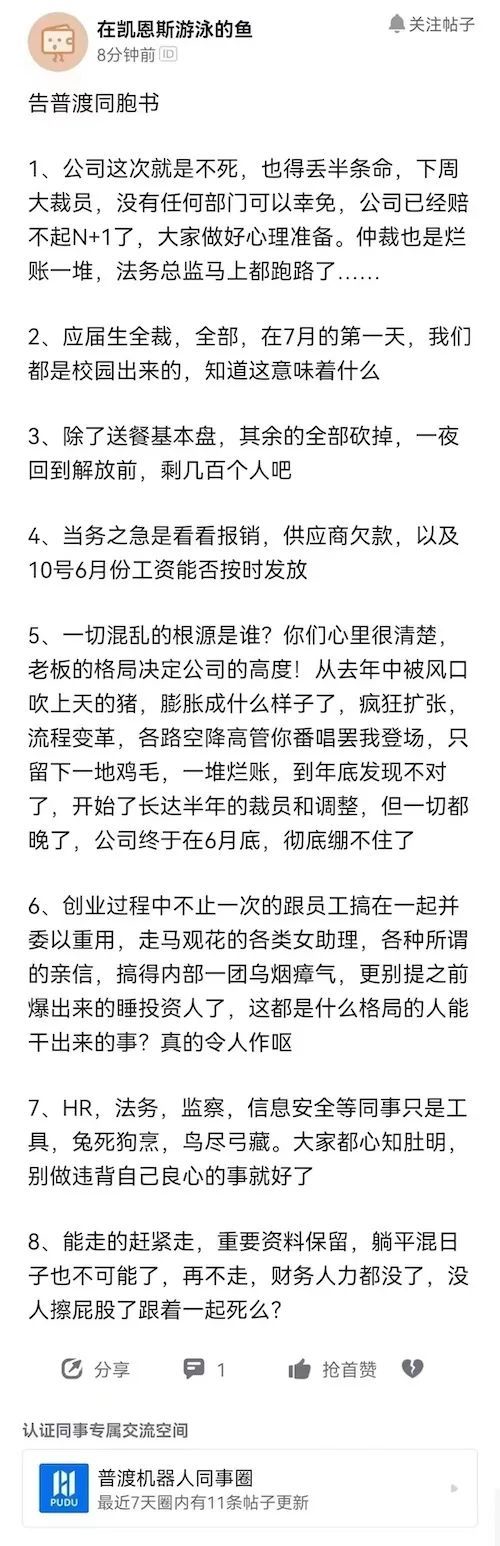 在凯恩斯游泳的鱼
关注帖子
8分钟前 ID
告普渡同胞书
1、公司这次就是不死，也得丢半条命，下周
大裁员，没有任何部门可以幸免，公司已经赔
不起N+1了，大家做好心理准备。仲裁也是烂
账一堆，法务总监马上都跑路了……
2、应届生全裁，全部，在7月的第一天，我们
都是校园出来的，知道这意味着什么
3、除了送餐基本盘，其余的全部砍掉，一夜
回到解放前，剩几百个人吧
4、当务之急是看看报销，供应商欠款，以及
10号6月份工资能否按时发放
5、一切混乱的根源是谁？你们心里很清楚，
老板的格局决定公司的高度！从去年中被风口
吹上天的猪，膨胀成什么样子了，疯狂扩张，
流程变革，各路空降高管你番唱罢我登场，只
留下一地鸡毛，一堆烂账，到年底发现不对
了，开始了长达半年的裁员和调整，但一切都
晚了，公司终于在6月底，彻底绷不住了
6、创业过程中不止一次的跟员工搞在一起并
委以重用，走马观花的各类女助理，各种所谓
的亲信，搞得内部一团乌烟瘴气，更别提之前
爆出来的睡投资人了，这都是什么格局的人能
干出来的事？真的令人作呕
7、HR，法务，监察，信息安全等同事只是工
具，兔死狗烹，鸟尽弓藏。大家都心知肚明，
别做违背自己良心的事就好了
8、能走的赶紧走，重要资料保留，躺平混日
子也不可能了，再不走，财务人力都没了，没
人擦屁股了跟着一起死么？
分享
1
抢首赞
认证同事专属交流空间
PUDU
普渡机器人同事圈
最近7天圈内有11条帖子更新